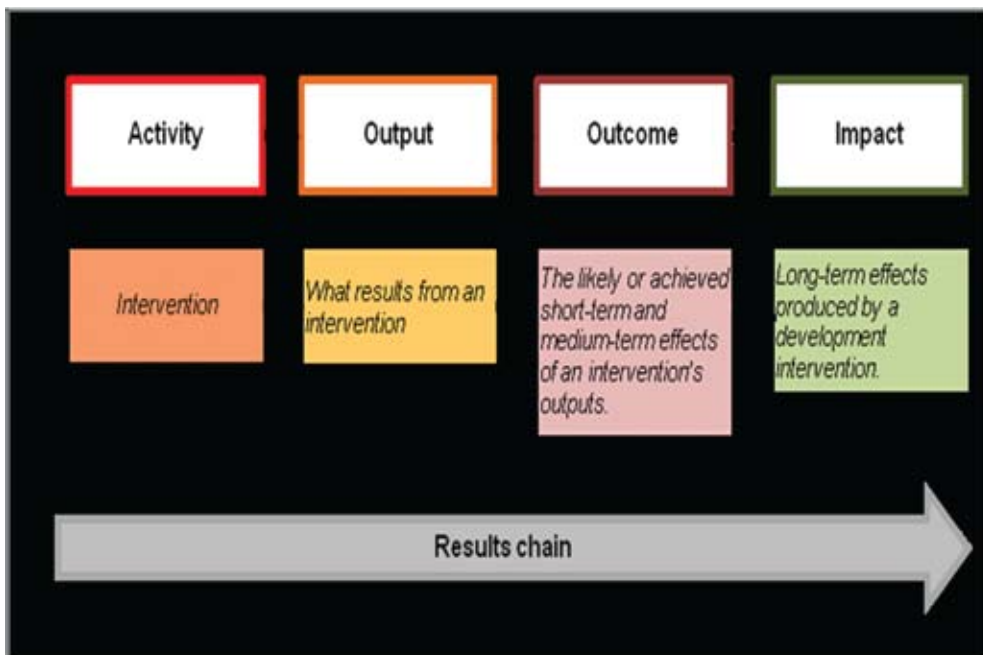 Activity
Output
Outcome
Impact
Intervention
What results from an
intervention
The likely or achieved
short-term and
medium-term effects
of an intervention's
outputs.
Long-term effects
produced by a
development
intervention.
Results chain